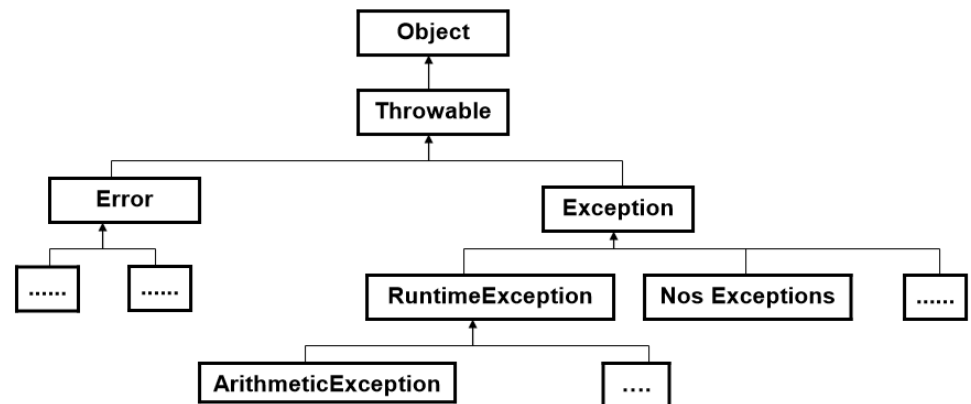 Object
Throwable
Error
Exception
......
......
RuntimeException
Nos Exceptions
......
ArithmeticException
....